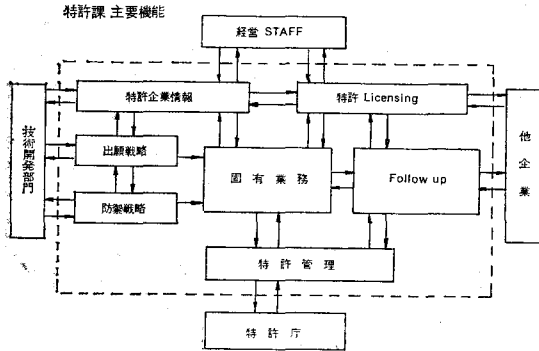 特許課 主要機能
経営 STAFF
特許企業情報
特許 Licensing
技術開発部門
出願戦略
固有業務
Follow up
他企業
防禦戦略
特許管理
特許庁